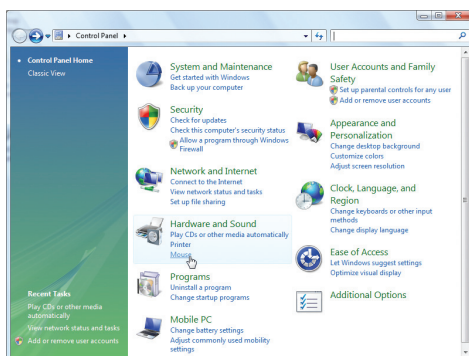 Control Panel
Control Panel Home
Classic View
System and Maintenance
Get started with Windows
Back up your computer
Security
Check for updates
Check this computer's security status
Allow a program through Windows
Firewall
Network and Internet
Connect to the Internet
View network status and tasks
Set up file sharing
Hardware and Sound
Play CDs or other media automatically
Printer
Mouse
Programs
Uninstall a program
Change startup programs
Mobile PC
Change battery settings
Adjust commonly used mobility
settings
User Accounts and Family
Safety
Set up parental controls for any user
Add or remove user accounts
Appearance and
Personalization
Change desktop background
Customize colors
Adjust screen resolution
Clock, Language, and
Region
Change keyboards or other input
methods
Change display language
Ease of Access
Let Windows suggest settings
Optimize visual display
Additional Options
Recent Tasks
Play CDs or other media
automatically
View network status and tasks
Add or remove user accounts